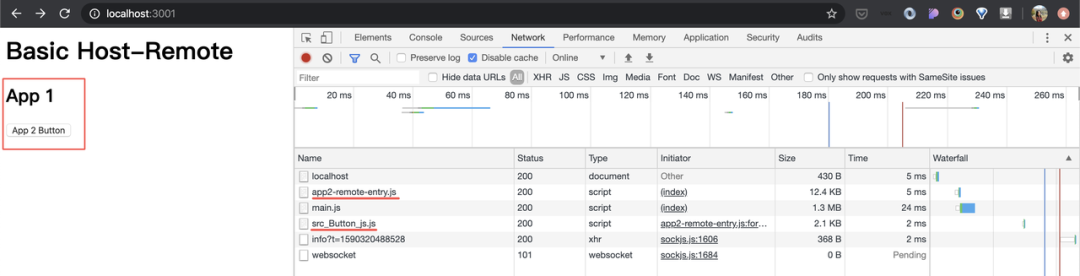 localhost:3001
Basic Host-Remote
App 1
App 2 Button
Elements Console Sources Network Performance Memory Application Security Audits
Preserve log Disable cache Online
Filter Hide data URLs All XHR JS CSS Img Media Font Doc WS Manifest Other Only show requests with SameSite issues
20 ms 40 ms 60 ms 80 ms 100 ms 120 ms 140 ms 160 ms 180 ms 200 ms 220 ms 240 ms 260 ms
Name Status Type Initiator Size Time Waterfall
localhost 200 document Other 430 B 5 ms
app2-remote-entry.js 200 script (index) 12.4 KB 5 ms
main.js 200 script (index) 1.3 MB 24 ms
src_Button_js.js 200 script app2-remote-entry.js:for... 2.1 KB 2 ms
info?t=1590320488528 200 xhr sockjs.js:1606 368 B 2 ms
websocket 101 websocket sockjs.js:1684 0 B Pending